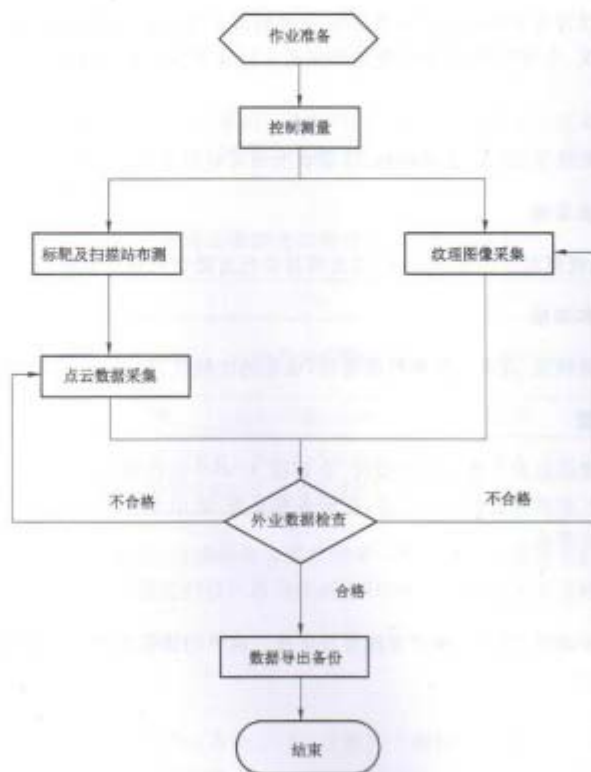 作业准备
控制测量
标靶及扫描站布测
纹理图像采集
点云数据采集
不合格
外业数据检查
不合格
合格
数据导出备份
结束